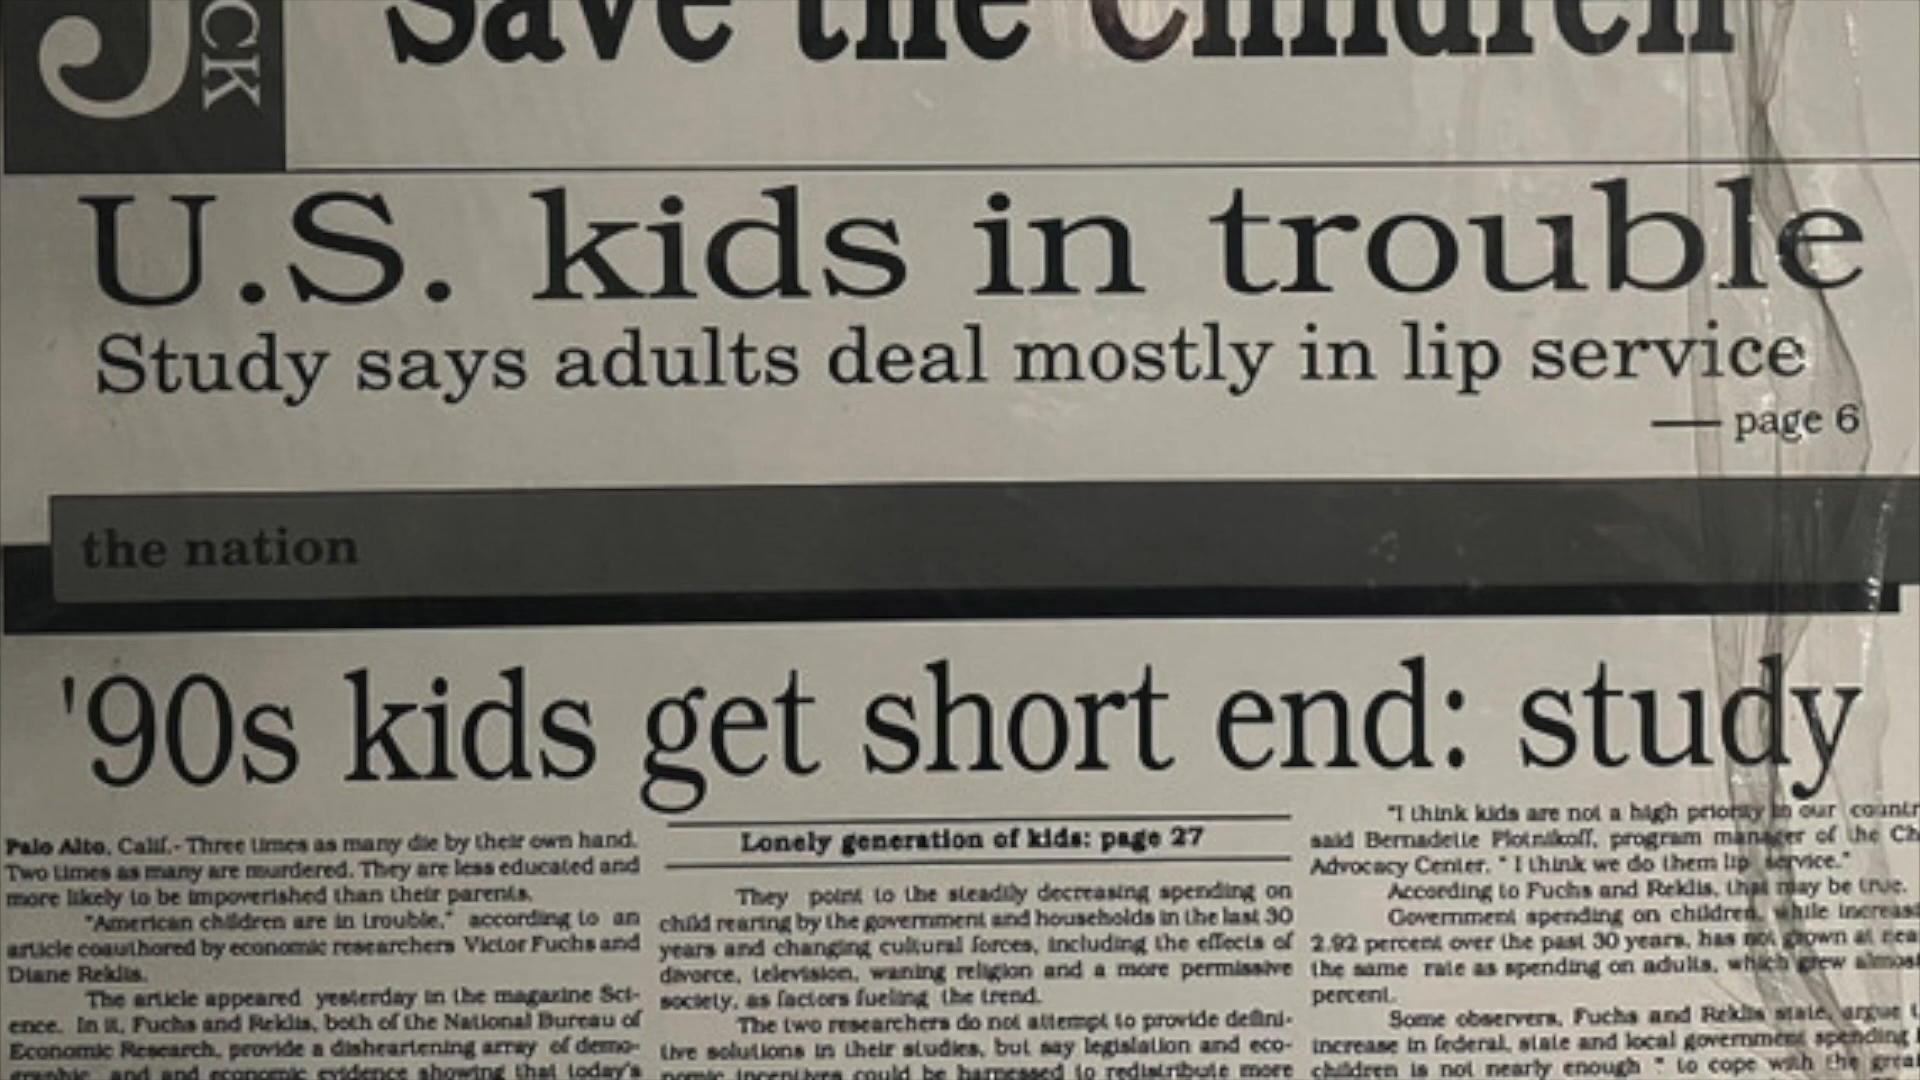 J
CK
Save the Children
U.S. kids in trouble
Study says adults deal mostly in lip service
— page 6
the nation
'90s kids get short end: study
Palo Alto, Calif.- Three times as many die by their own hand.
Two times as many are murdered. They are less educated and
more likely to be impoverished than their parents.
"American children are in trouble," according to an
article coauthored by economic researchers Victor Fuchs and
Diane Reklis.
The article appeared yesterday in the magazine Sci-
ence. In it, Fuchs and Reklis, both of the National Bureau of
Economic Research, provide a disheartening array of demo-
graphic and and economic evidence showing that today's
Lonely generation of kids: page 27
They point to the steadily decreasing spending on
child rearing by the government and households in the last 30
years and changing cultural forces, including the effects of
divorce, television, waning religion and a more permissive
society, as factors fueling the trend.
The two researchers do not attempt to provide defini-
tive solutions in their studies, but say legislation and eco-
nomic incentives could be harnessed to redistribute more
"I think kids are not a high priority in our countr
said Bernadette Plotnikoff, program manager of the Ch
Advocacy Center. " I think we do them lip service."
According to Fuchs and Reklis, that may be true.
Government spending on children, while increas
2.92 percent over the past 30 years, has not grown at nea
the same rate as spending on adults, which grew almost
percent.
Some observers, Fuchs and Reklis state, argue t
increase in federal, state and local government spending
children is not nearly enough " to cope with the great